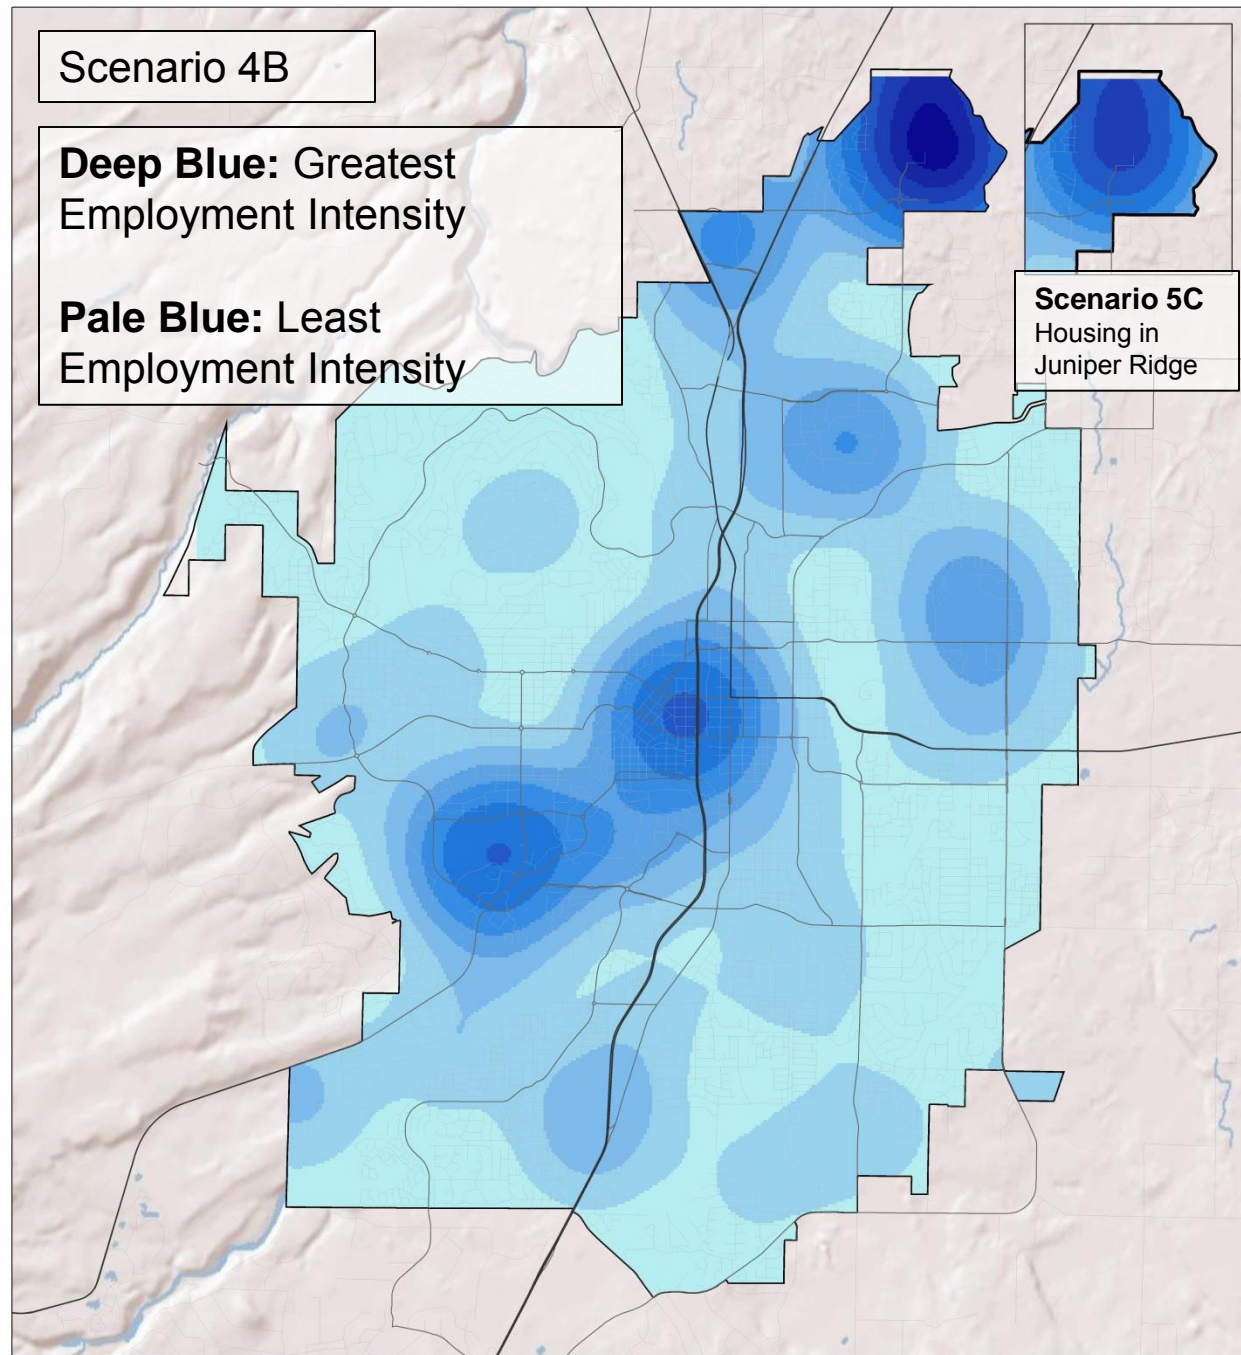 Scenario 4B
Deep Blue: Greatest
Employment Intensity
Pale Blue: Least
Employment Intensity
Scenario 5C
Housing in
Juniper Ridge